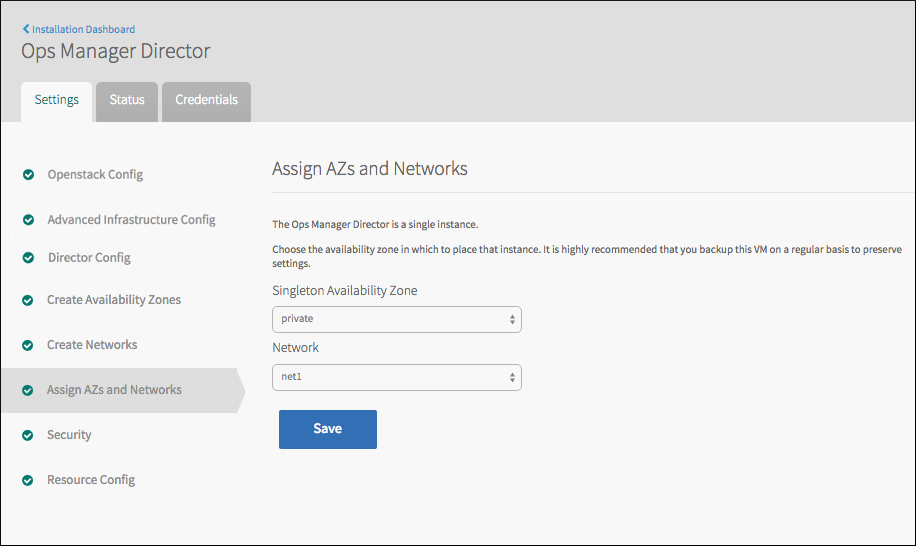 Installation Dashboard
Ops Manager Director
Settings
Status
Credentials
Openstack Config
Advanced Infrastructure Config
Director Config
Create Availability Zones
Create Networks
Assign AZs and Networks
Security
Resource Config
Assign AZs and Networks
The Ops Manager Director is a single instance.
Choose the availability zone in which to place that instance. It is highly recommended that you backup this VM on a regular basis to preserve
settings.
Singleton Availability Zone
private
Network
net1
Save